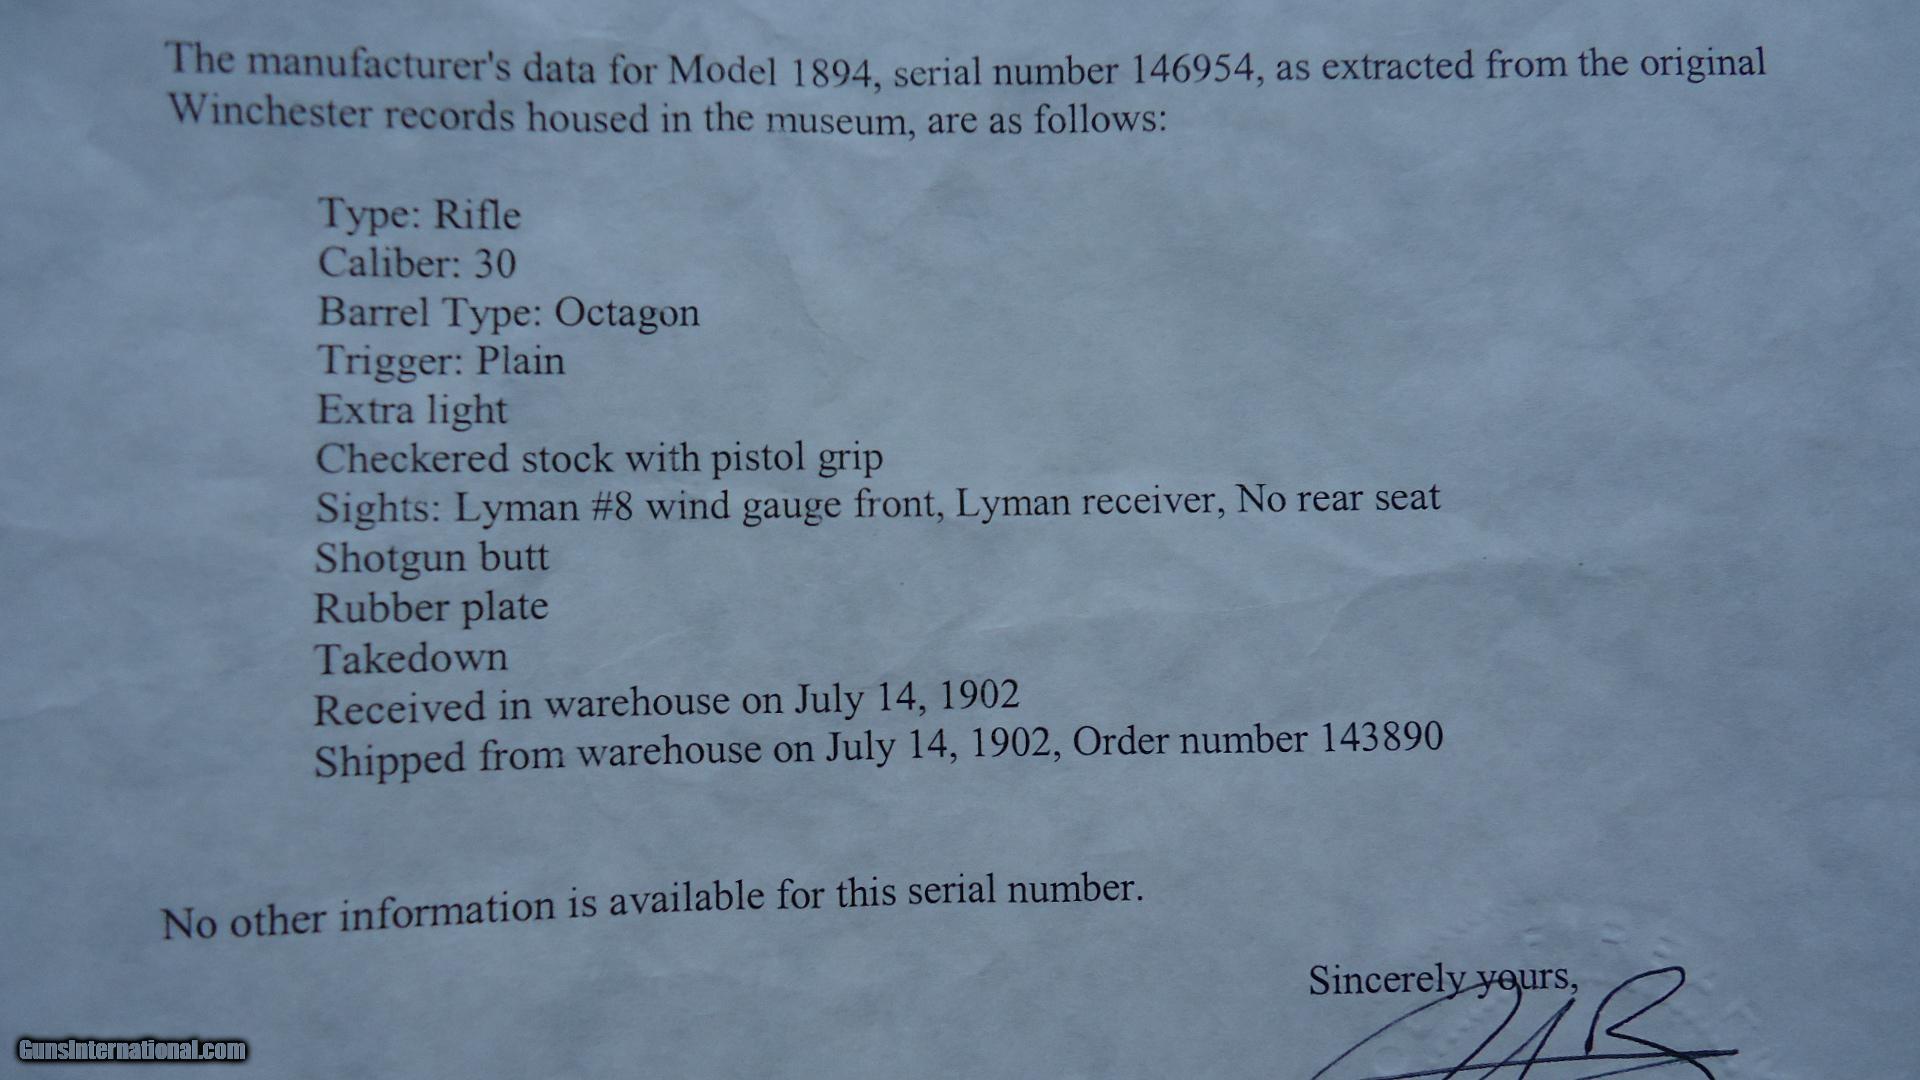 The manufacturer's data for Model 1894, serial number 146954, as extracted from the original
Winchester records housed in the museum, are as follows:
Type: Rifle
Caliber: 30
Barrel Type: Octagon
Trigger: Plain
Extra light
Checkered stock with pistol grip
Sights: Lyman #8 wind gauge front, Lyman receiver, No rear seat
Shotgun butt
Rubber plate
Takedown
Received in warehouse on July 14, 1902
Shipped from warehouse on July 14, 1902, Order number 143890
No other information is available for this serial number.
Sincerely yours,
GunsInternational.com